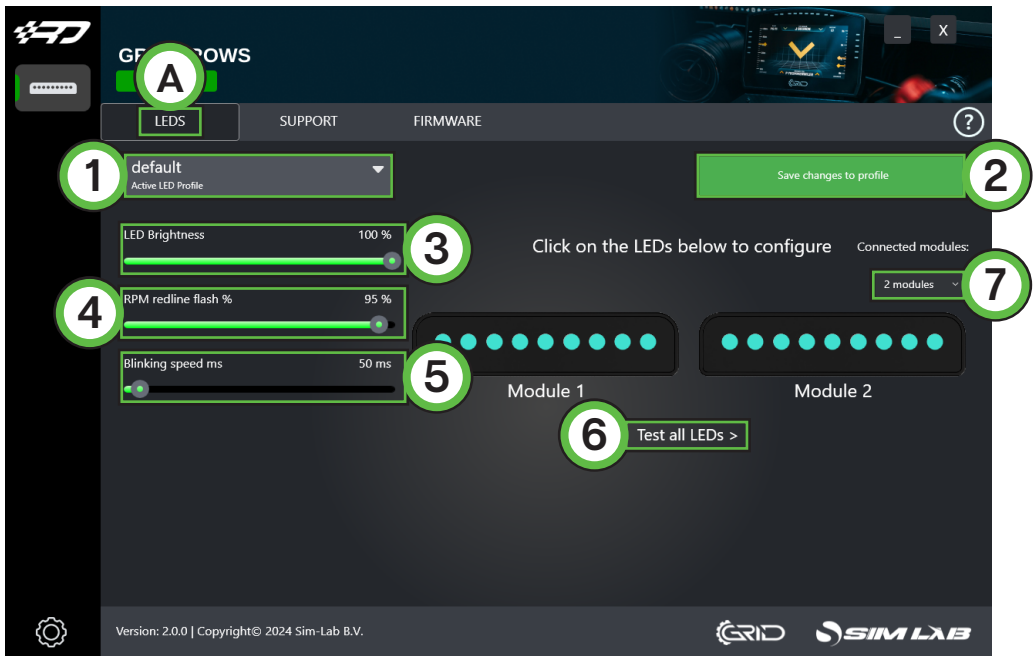 GR
OWS
A
LEDS SUPPORT FIRMWARE ?
1
default
Active LED Profile
Save changes to profile
2
LED Brightness 100 %
3
Click on the LEDs below to configure
Connected modules:
2 modules
7
4
RPM redline flash % 95 %
Blinking speed ms 50 ms
5
Module 1
Module 2
6
Test all LEDs >
Version: 2.0.0 | Copyright© 2024 Sim-Lab B.V.
GRID
SIM LAB
_ X